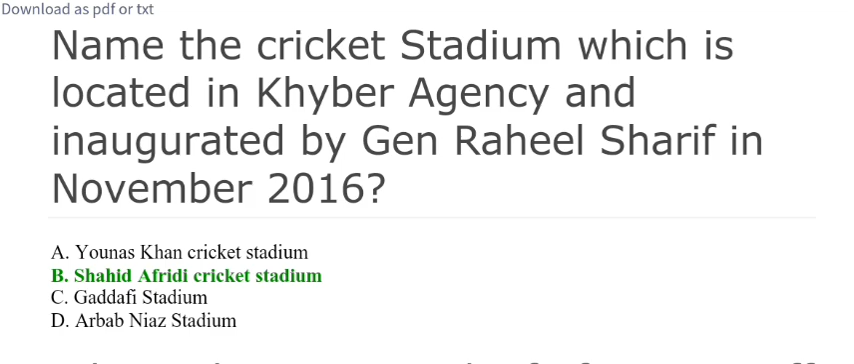 Download as pdf or txt
Name the cricket Stadium which is
located in Khyber Agency and
inaugurated by Gen Raheel Sharif in
November 2016?
A. Younas Khan cricket stadium
B. Shahid Afridi cricket stadium
C. Gaddafi Stadium
D. Arbab Niaz Stadium